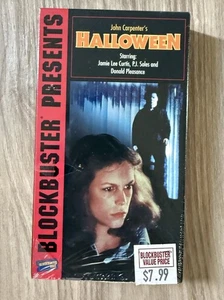 BLOCKBUSTER PRESENTS
John Carpenter's
HALLOWEEN
Starring:
Jamie Lee Curtis, P.J. Soles and
Donald Pleasence
BLOCKBUSTER
VALUE PRICE
$7.99